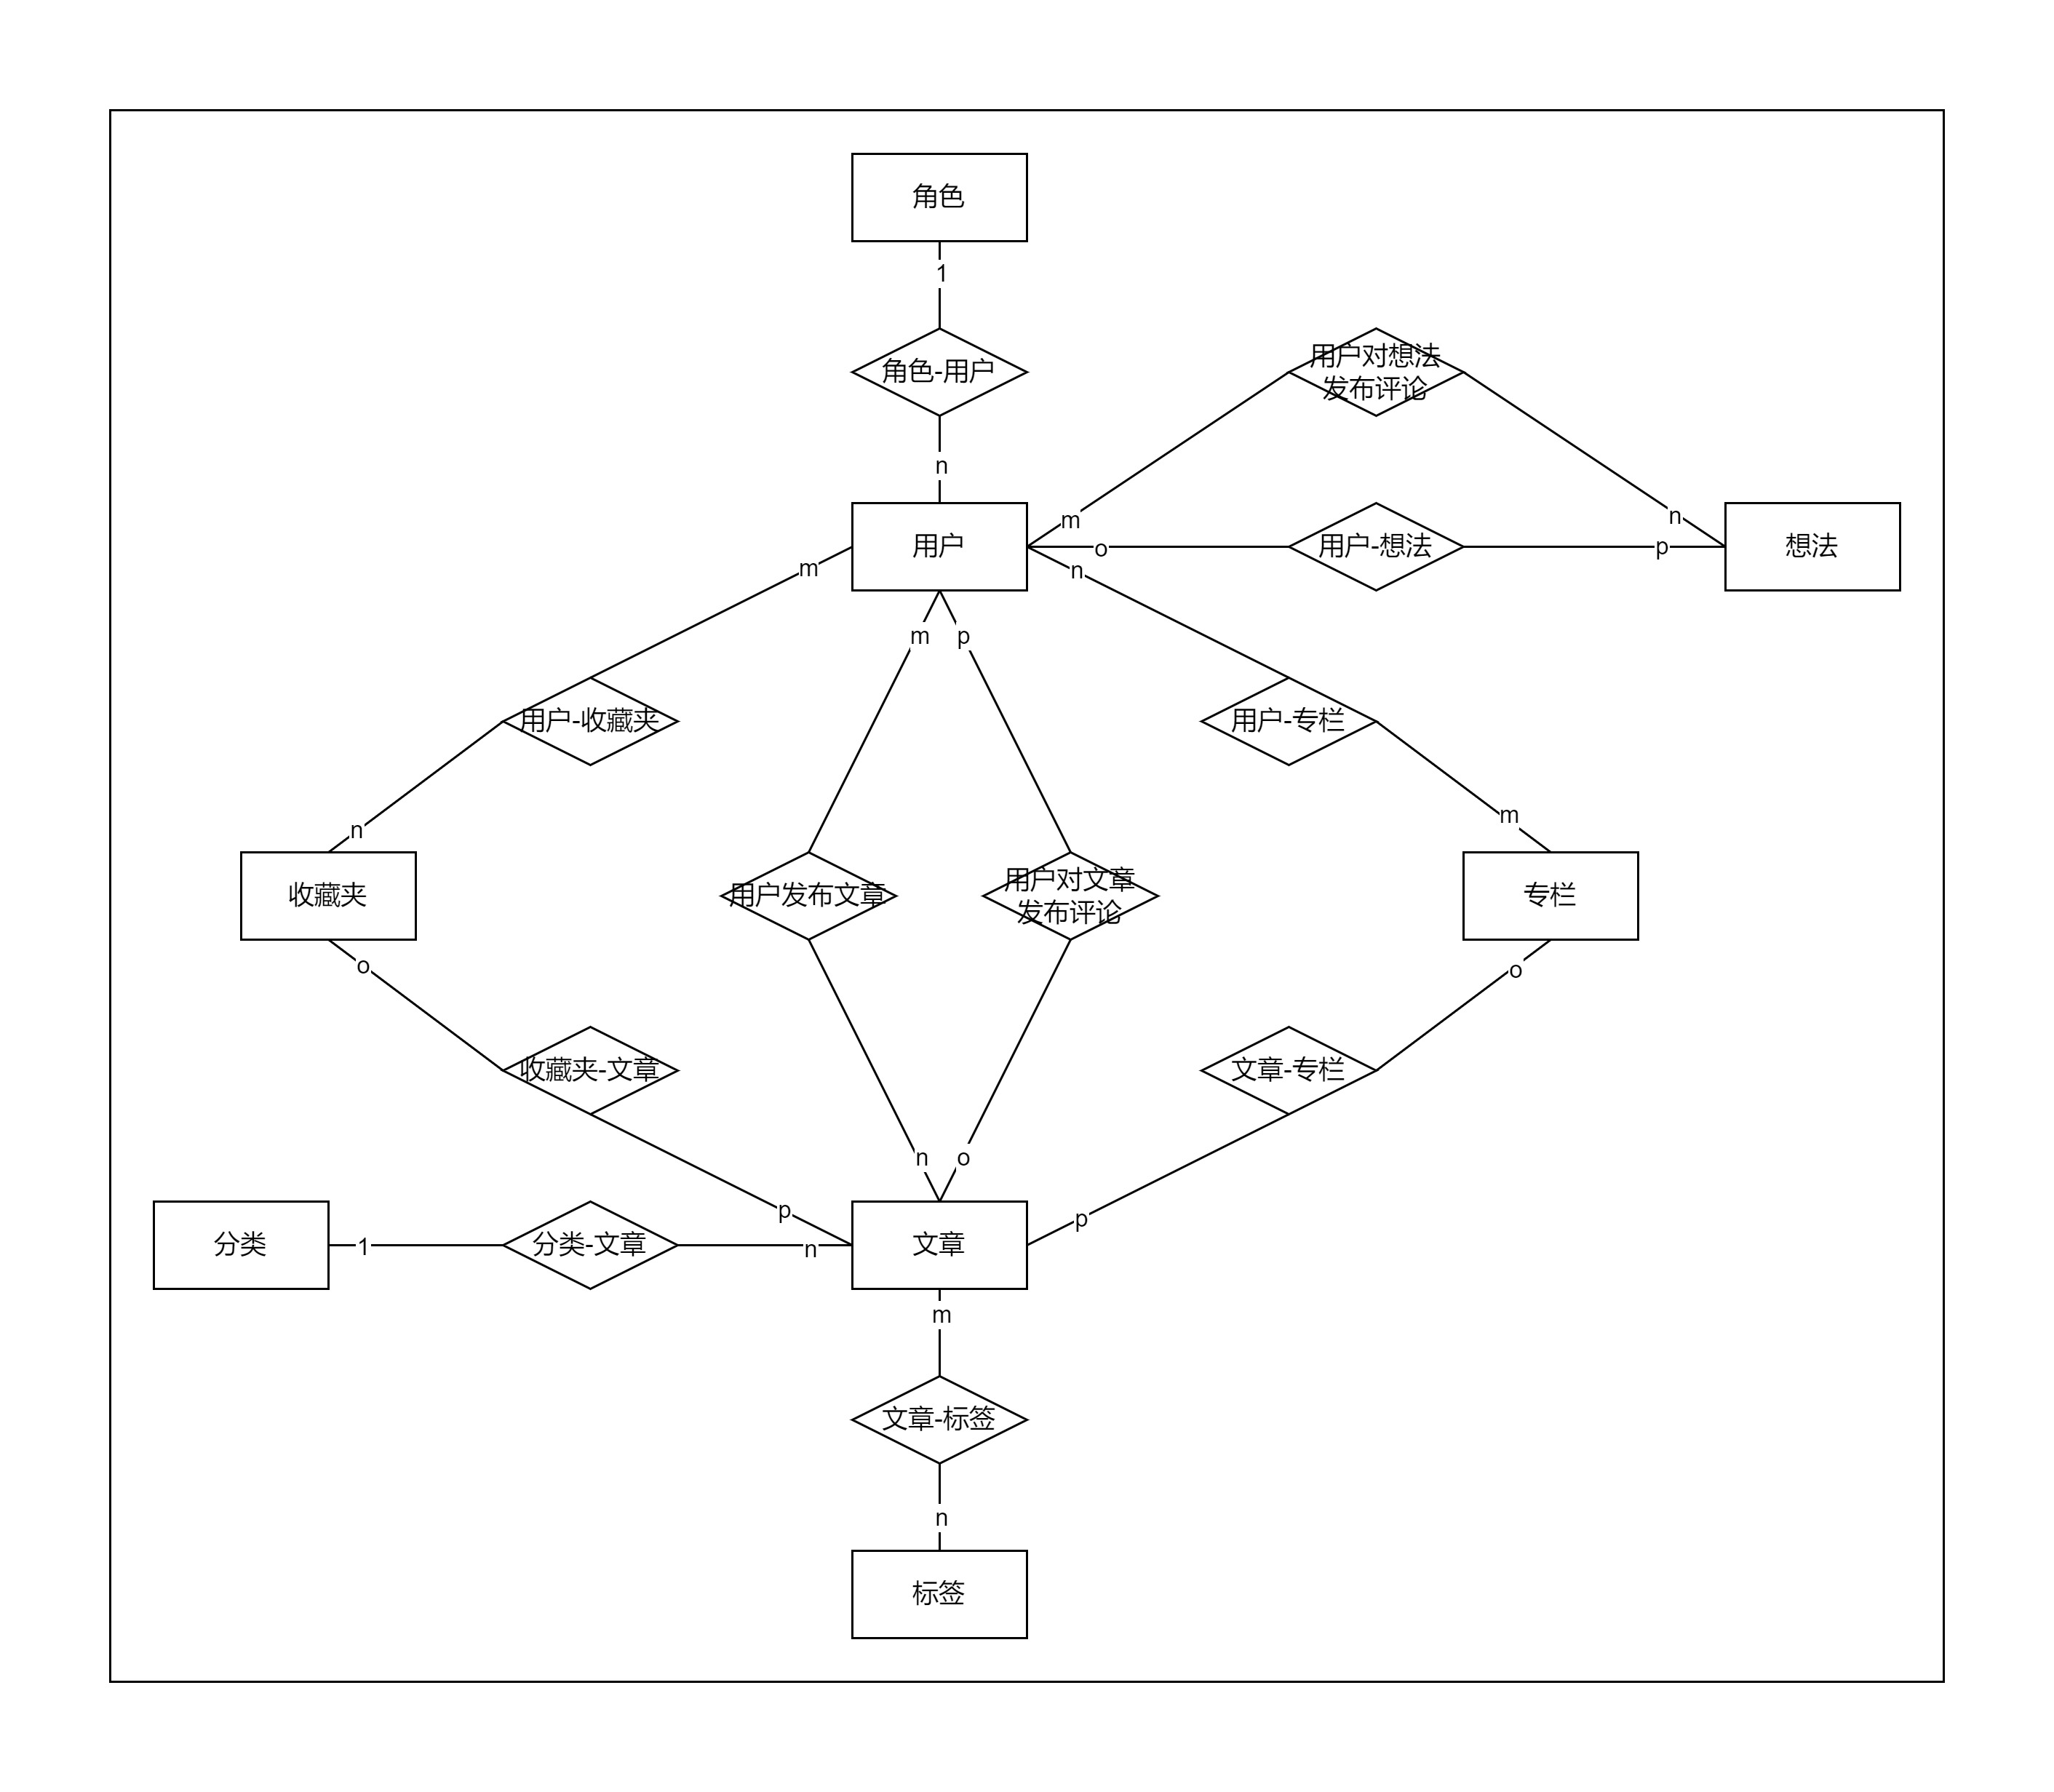 角色
1
角色-用户
用户对想法
发布评论
n
m
n
用户
o
用户-想法
p
想法
m
n
m
p
用户-收藏夹
用户-专栏
n
m
收藏夹
用户发布文章
用户对文章
发布评论
专栏
o
o
收藏夹-文章
文章-专栏
n
o
p
p
分类
1
分类-文章
n
文章
m
文章-标签
n
标签